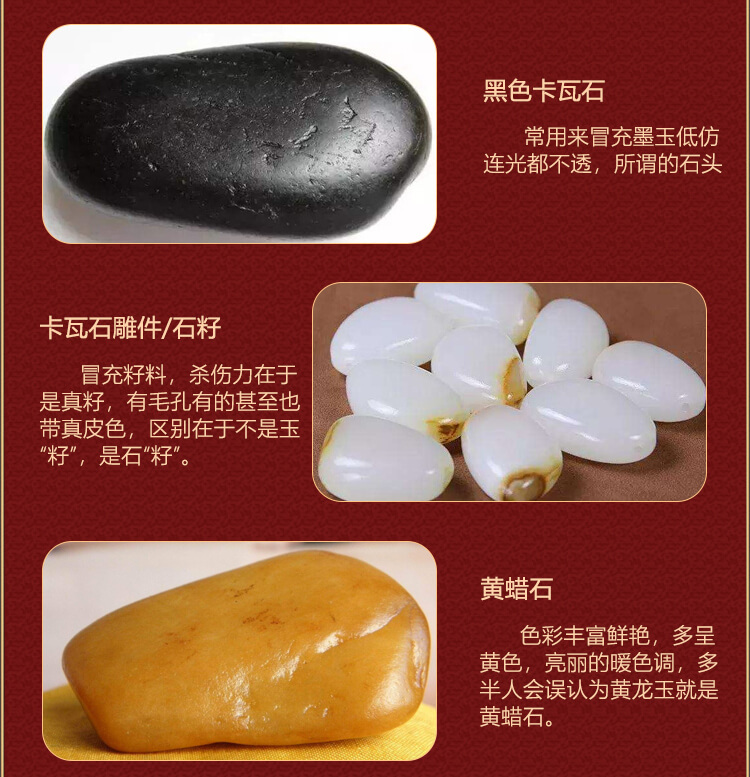 黑色卡瓦石
常用来冒充墨玉低仿
连光都不透，所谓的石头
卡瓦石雕件/石籽
冒充籽料，杀伤力在于
是真籽，有毛孔有的甚至也
带真皮色，区别在于不是玉
“籽”，是石“籽”。
黄蜡石
色彩丰富鲜艳，多呈
黄色，亮丽的暖色调，多
半人会误认为黄龙玉就是
黄蜡石。